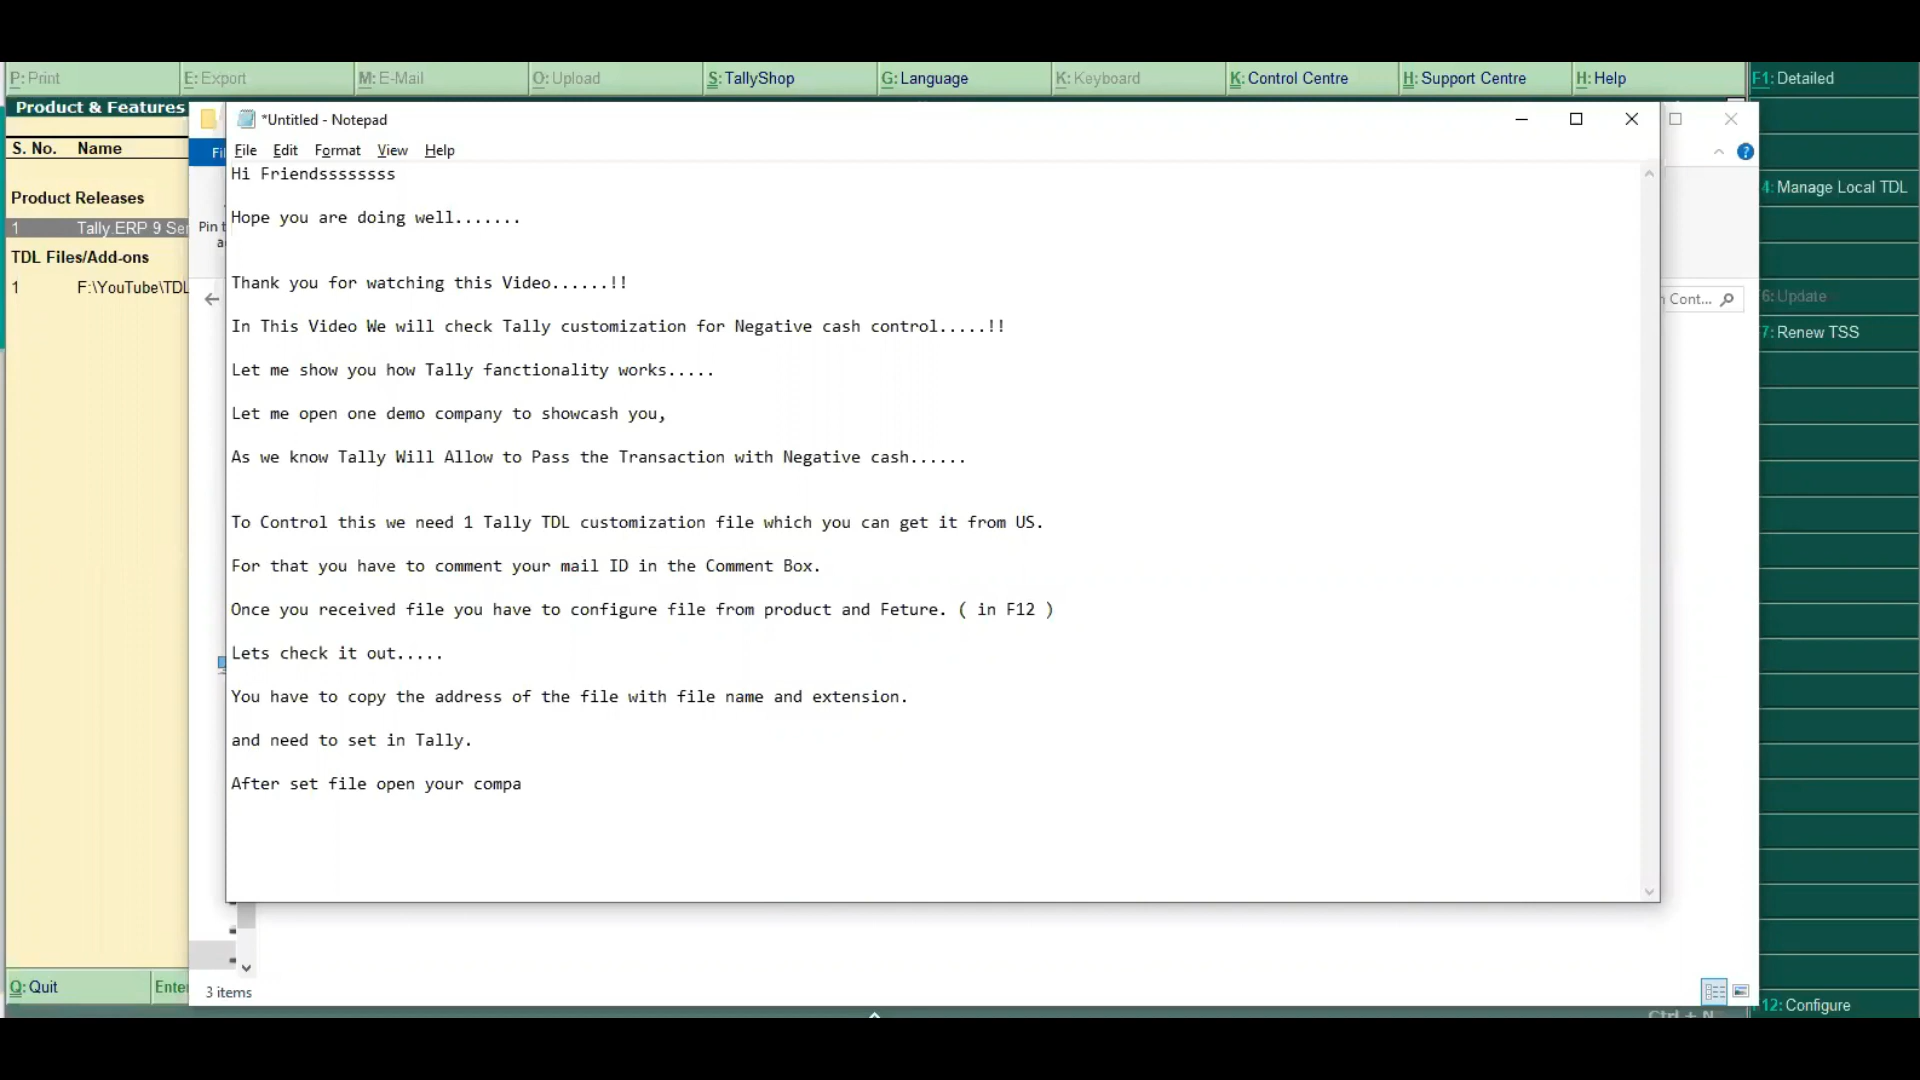 P: Print
E: Export
M: E-Mail
O: Upload
S: TallyShop
G: Language
K: Keyboard
K: Control Centre
H: Support Centre
H: Help
F1: Detailed
Product & Features
S. No. Name
Product Releases
1 Tally.ERP 9 Se
TDL Files/Add-ons
1 F:\YouTube\TDL
Q: Quit
Ente
*Untitled - Notepad
File Edit Format View Help
Hi Friendssssssss
Hope you are doing well.......
Thank you for watching this Video......!!
In This Video We will check Tally customization for Negative cash control.....!!
Let me show you how Tally fanctionality works.....
Let me open one demo company to showcash you,
As we know Tally Will Allow to Pass the Transaction with Negative cash......
To Control this we need 1 Tally TDL customization file which you can get it from US.
For that you have to comment your mail ID in the Comment Box.
Once you received file you have to configure file from product and Feture. ( in F12 )
Lets check it out.....
You have to copy the address of the file with file name and extension.
and need to set in Tally.
After set file open your compa
Fi
Pin t
a
Cont...
3 items
4: Manage Local TDL
6: Update
7: Renew TSS
12: Configure
Ctrl + N